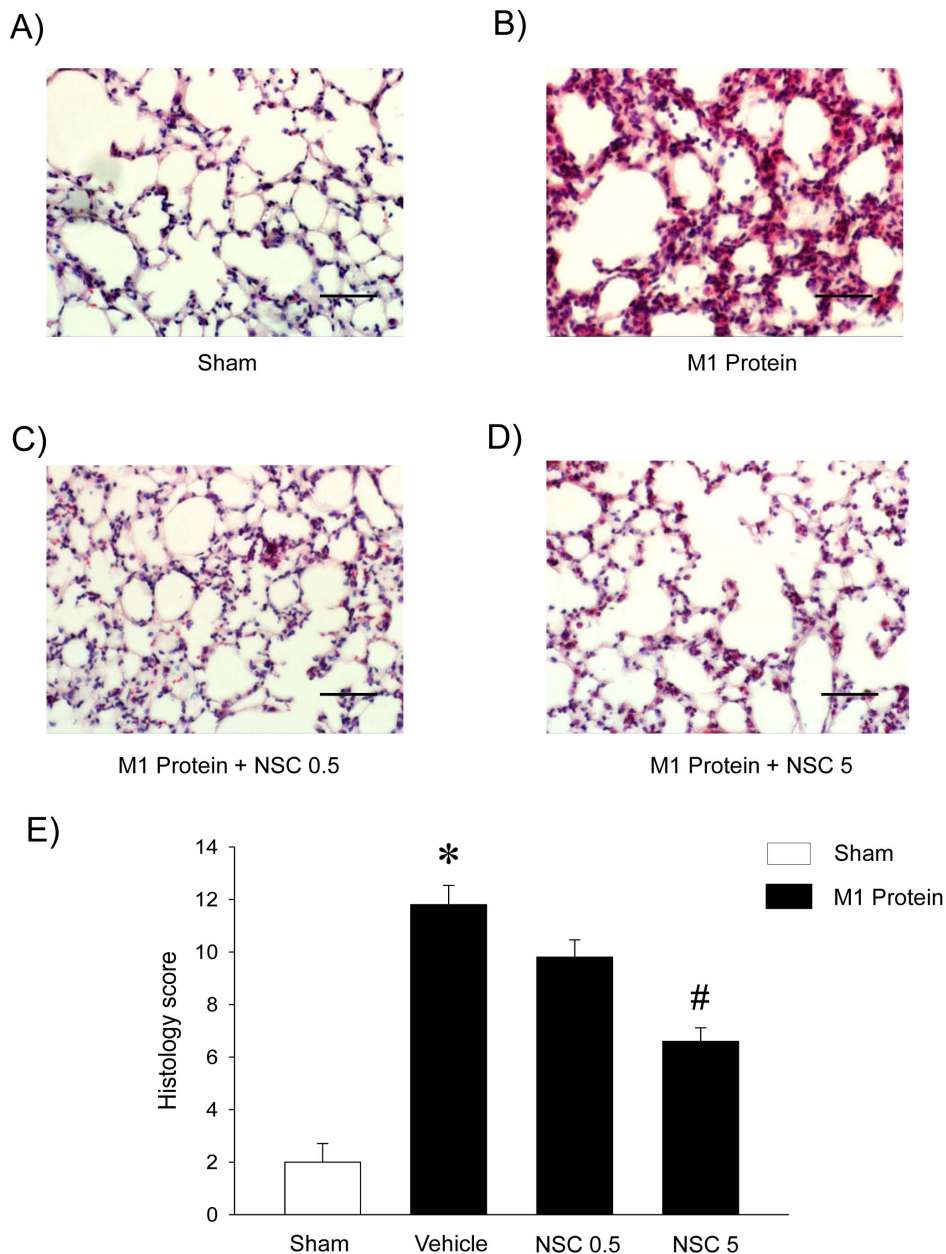 A)
B)
Sham
M1 Protein
C)
D)
M1 Protein + NSC 0.5
M1 Protein + NSC 5
E)
14
12
10
8
6
4
2
0
Histology score
*
#
Sham
Vehicle
NSC 0.5
NSC 5
Sham
M1 Protein